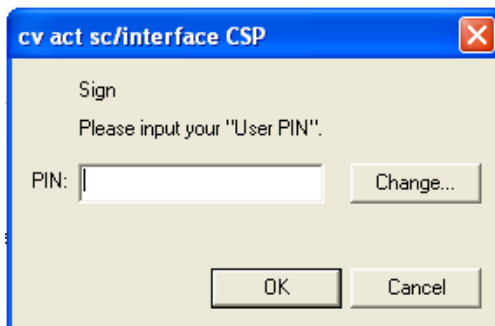 cv act sc/interface CSP
Sign
Please input your "User PIN".
PIN:
Change...
OK
Cancel